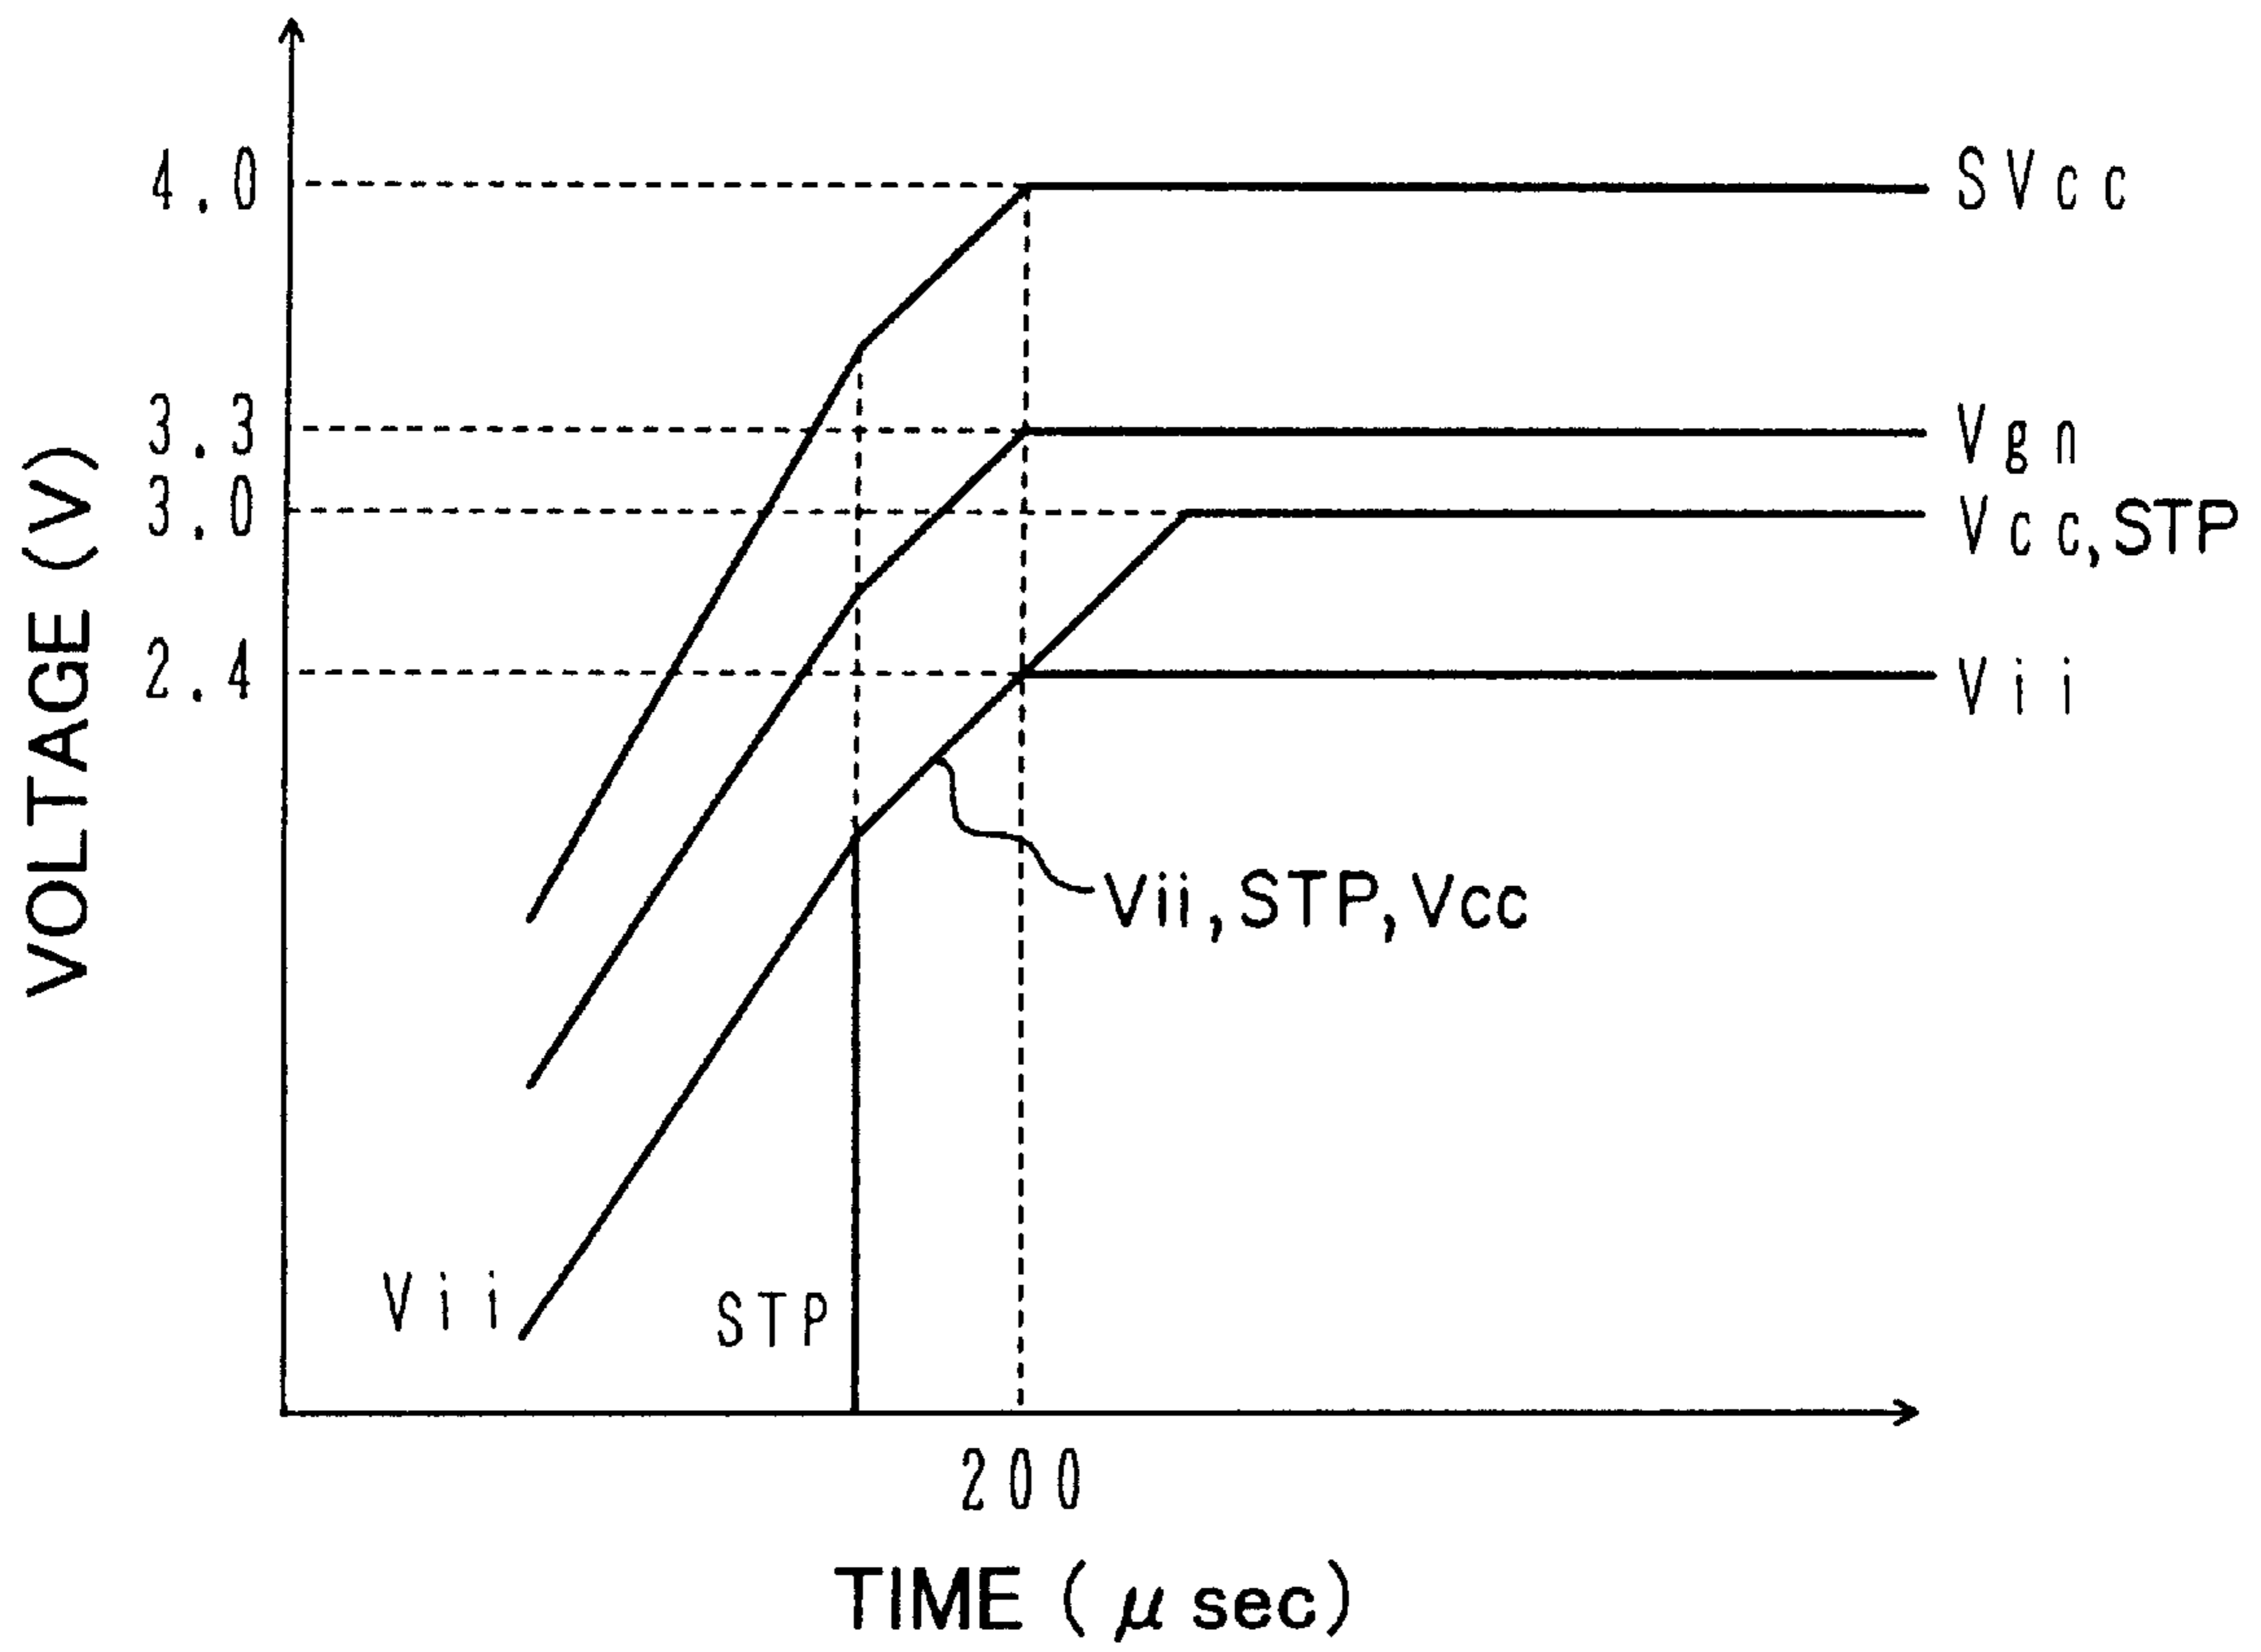 4.0
SVcc
3.3
Vgn
3.0
Vcc,STP
2.4
Vii
VOLTAGE (V)
Vii,STP,Vcc
Vii
STP
200
TIME (μ sec)